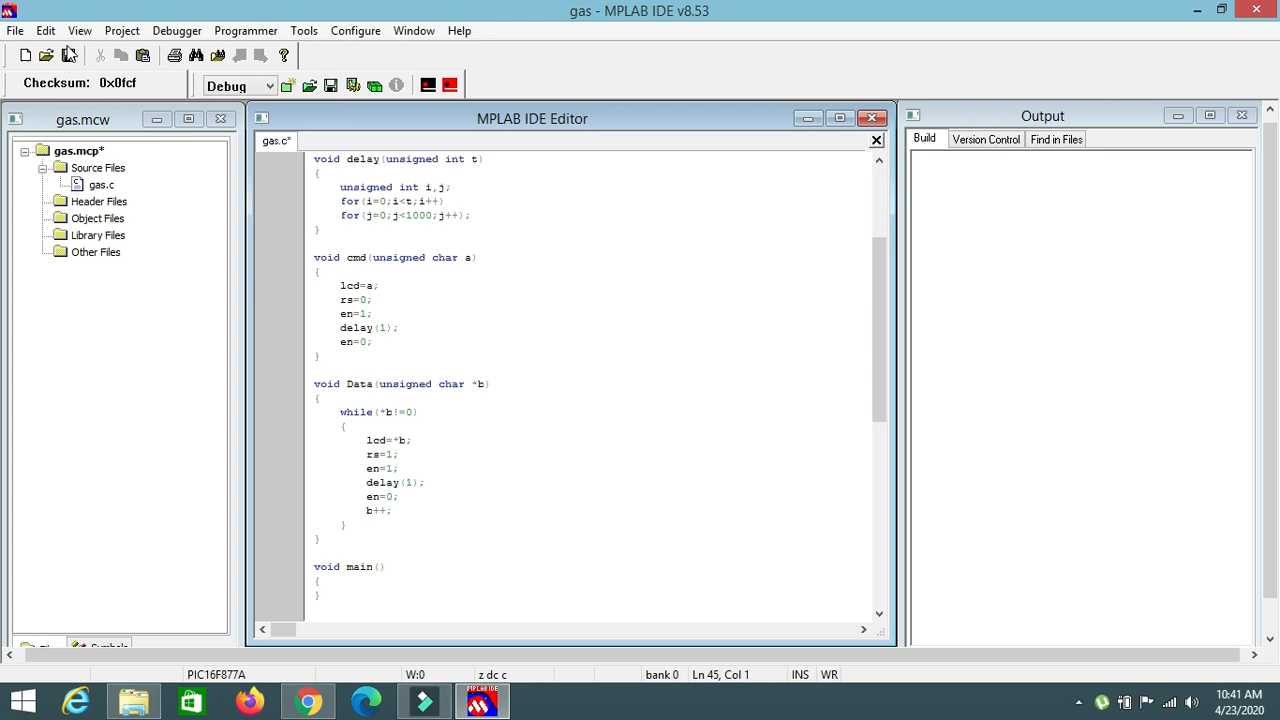 gas - MPLAB IDE v8.53
File Edit View Project Debugger Programmer Tools Configure Window Help
Checksum: 0x0fcf
Debug
gas.mcw
gas.mcp*
Source Files
gas.c
Header Files
Object Files
Library Files
Other Files
Symbols
MPLAB IDE Editor
gas.c*
void delay(unsigned int t)
{
unsigned int i,j;
for(i=0;i<t;i++)
for(j=0;j<1000;j++);
}
void cmd(unsigned char a)
{
lcd=a;
rs=0;
en=1;
delay(1);
en=0;
}
void Data(unsigned char *b)
{
while(*b!=0)
{
lcd=*b;
rs=1;
en=1;
delay(1);
en=0;
b++;
}
}
void main()
{
}
Output
Build Version Control Find in Files
PIC16F877A W:0 z dc c bank 0 Ln 45, Col 1 INS WR
MPLAB IDE
10:41 AM
4/23/2020